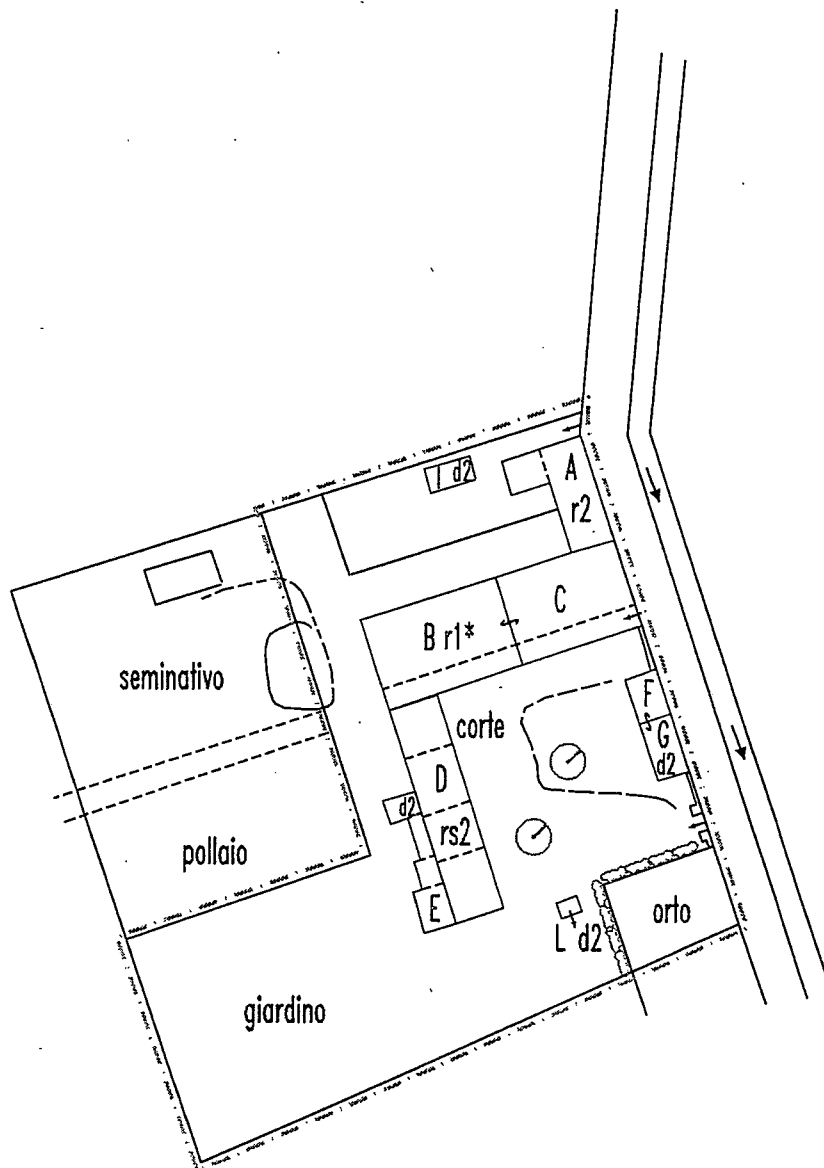 A
r2
I d2
C
B r1*
seminativo
F
G
d2
corte
D
d2
rs2
pollaio
E
orto
L d2
giardino